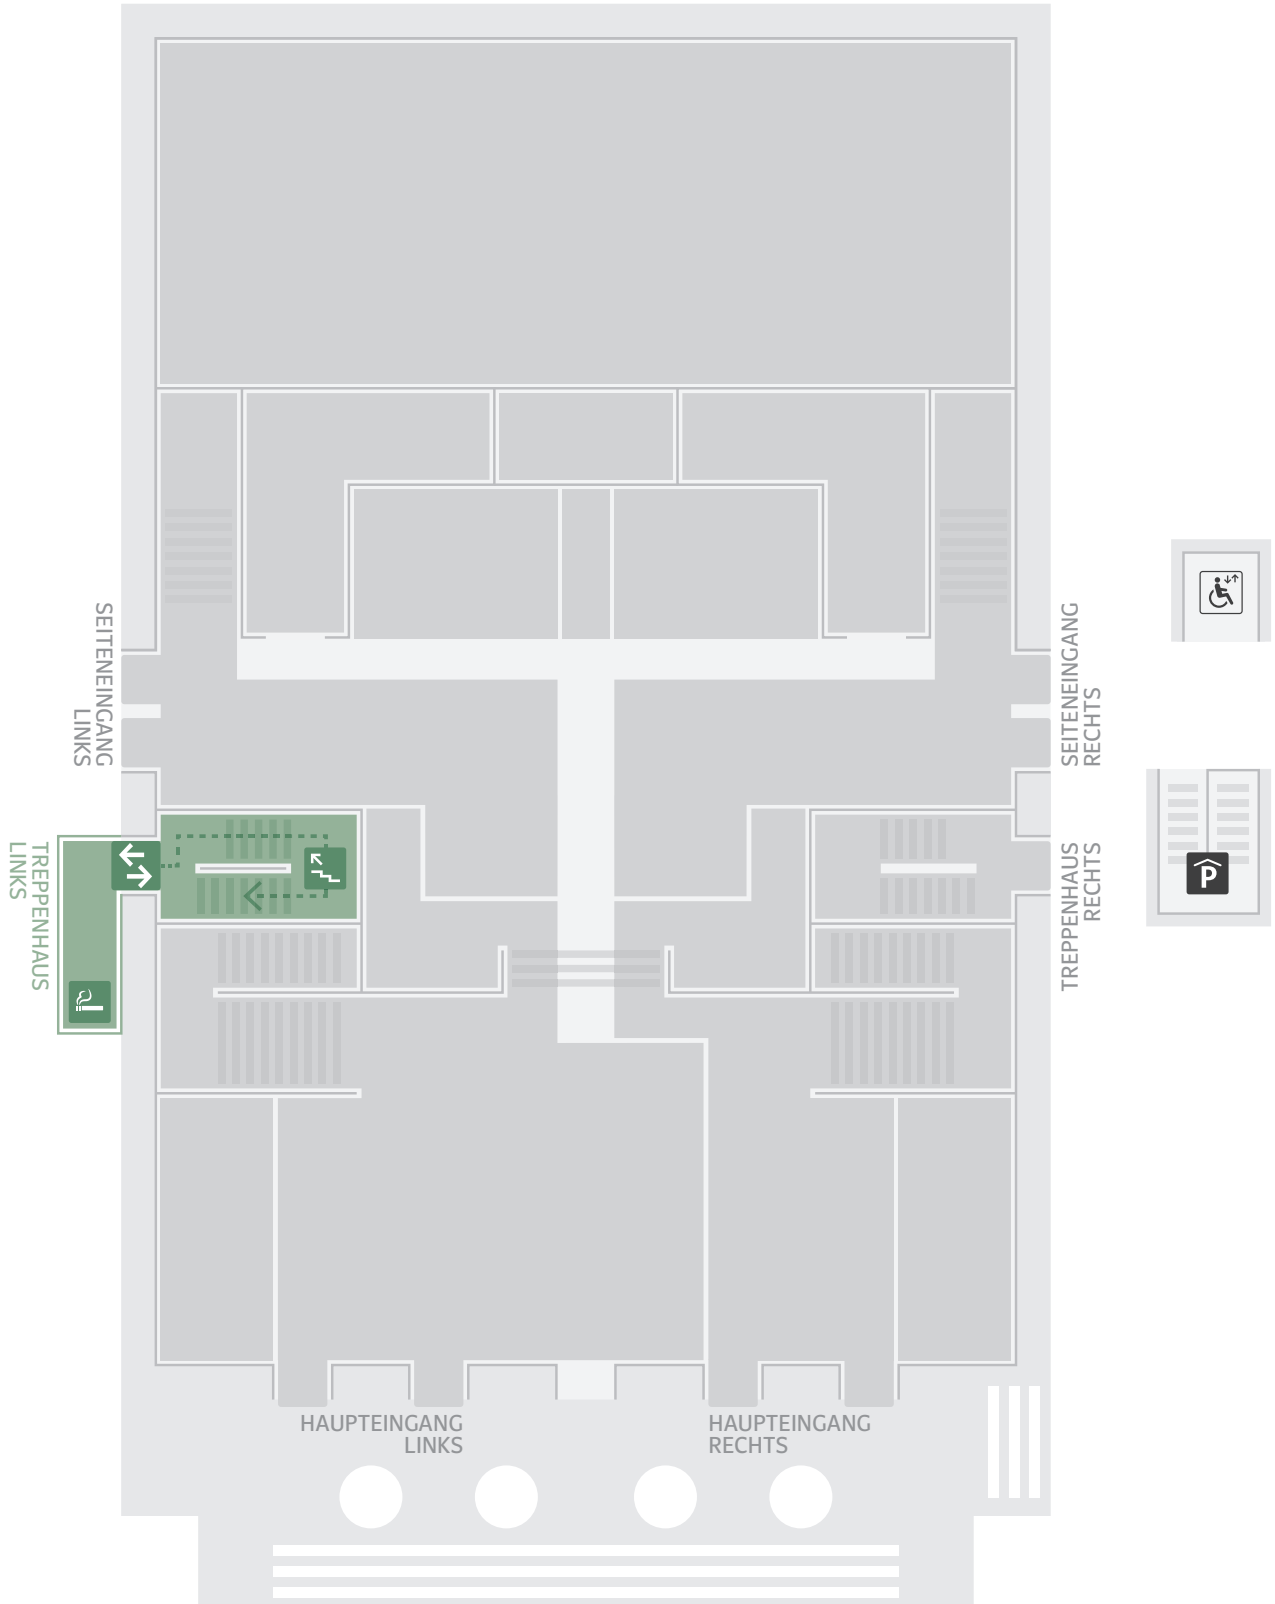 SEITENEINGANG
LINKS
SEITENEINGANG
RECHTS
TREPPENHAUS
LINKS
TREPPENHAUS
RECHTS
P
HAUPTEINGANG
LINKS
HAUPTEINGANG
RECHTS